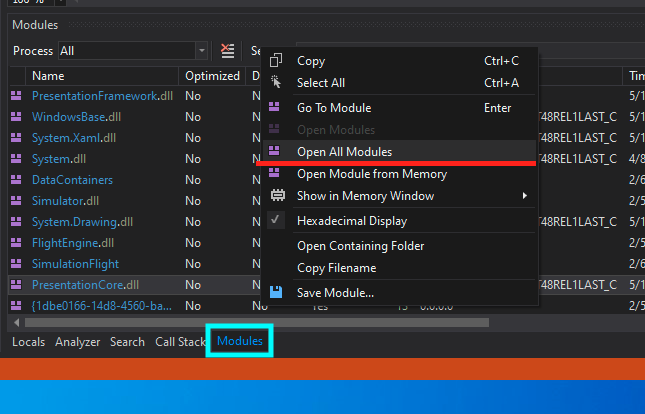 100 %
Modules
Process All Se
Name Optimized D Tim
PresentationFramework.dll No N 5/1
WindowsBase.dll No N T48REL1LAST_C 5/1
System.Xaml.dll No N T48REL1LAST_C 5/1
System.dll No N T48REL1LAST_C 4/8
DataContainers No N 2/6
Simulator.dll No N 2/5
System.Drawing.dll No N T48REL1LAST_C 5/1
FlightEngine.dll No N 2/6
SimulationFlight No N 2/6
PresentationCore.dll No N T48REL1LAST_C 5/1
{1dbe0166-14d8-4560-ba... No Yes 15 0.0.0.0 2/5
Copy Ctrl+C
Select All Ctrl+A
Go To Module Enter
Open Modules
Open All Modules
Open Module from Memory
Show in Memory Window
Hexadecimal Display
Open Containing Folder
Copy Filename
Save Module...
Locals Analyzer Search Call Stack Modules